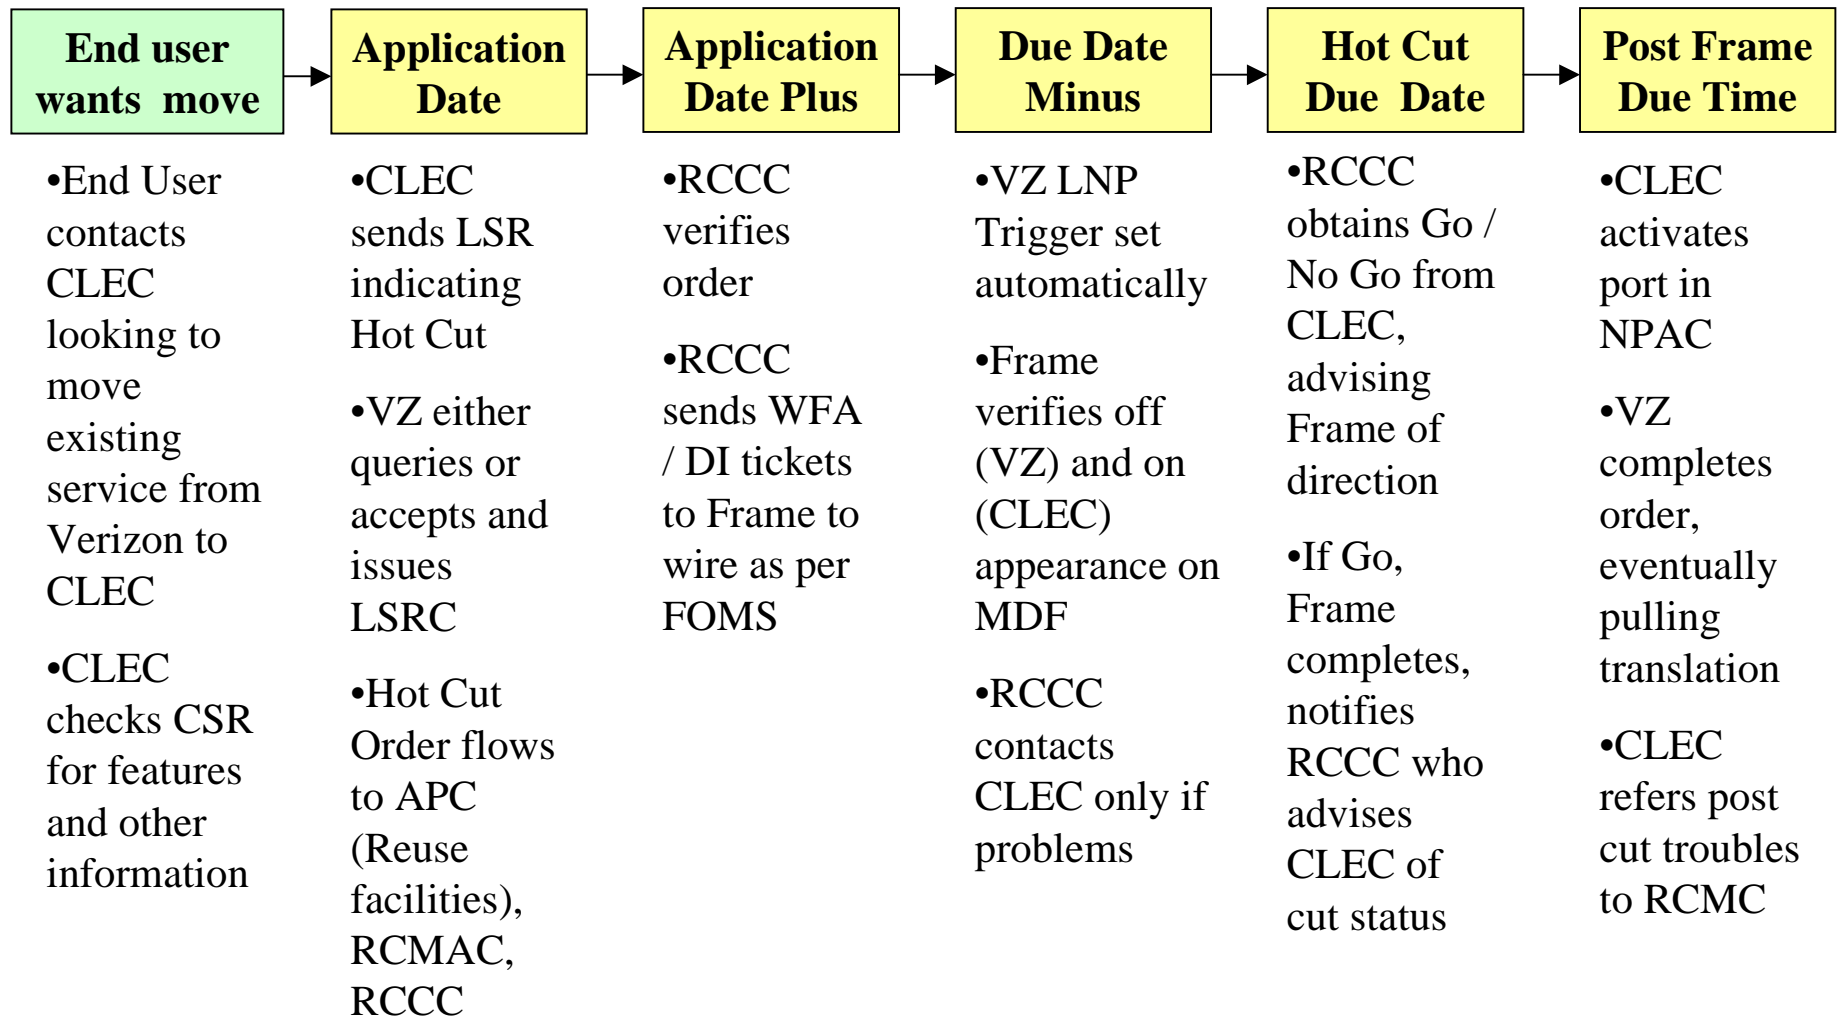 End user
wants move
Application
Date
Application
Date Plus
Due Date
Minus
Hot Cut
Due Date
Post Frame
Due Time
•End User
contacts
CLEC
looking to
move
existing
service from
Verizon to
CLEC
•CLEC
checks CSR
for features
and other
information
•CLEC
sends LSR
indicating
Hot Cut
•VZ either
queries or
accepts and
issues
LSRC
•Hot Cut
Order flows
to APC
(Reuse
facilities),
RCMAC,
RCCC
•RCCC
verifies
order
•RCCC
sends WFA
/ DI tickets
to Frame to
wire as per
FOMS
•VZ LNP
Trigger set
automatically
•Frame
verifies off
(VZ) and on
(CLEC)
appearance on
MDF
•RCCC
contacts
CLEC only if
problems
•RCCC
obtains Go /
No Go from
CLEC,
advising
Frame of
direction
•If Go,
Frame
completes,
notifies
RCCC who
advises
CLEC of
cut status
•CLEC
activates
port in
NPAC
•VZ
completes
order,
eventually
pulling
translation
•CLEC
refers post
cut troubles
to RCMC